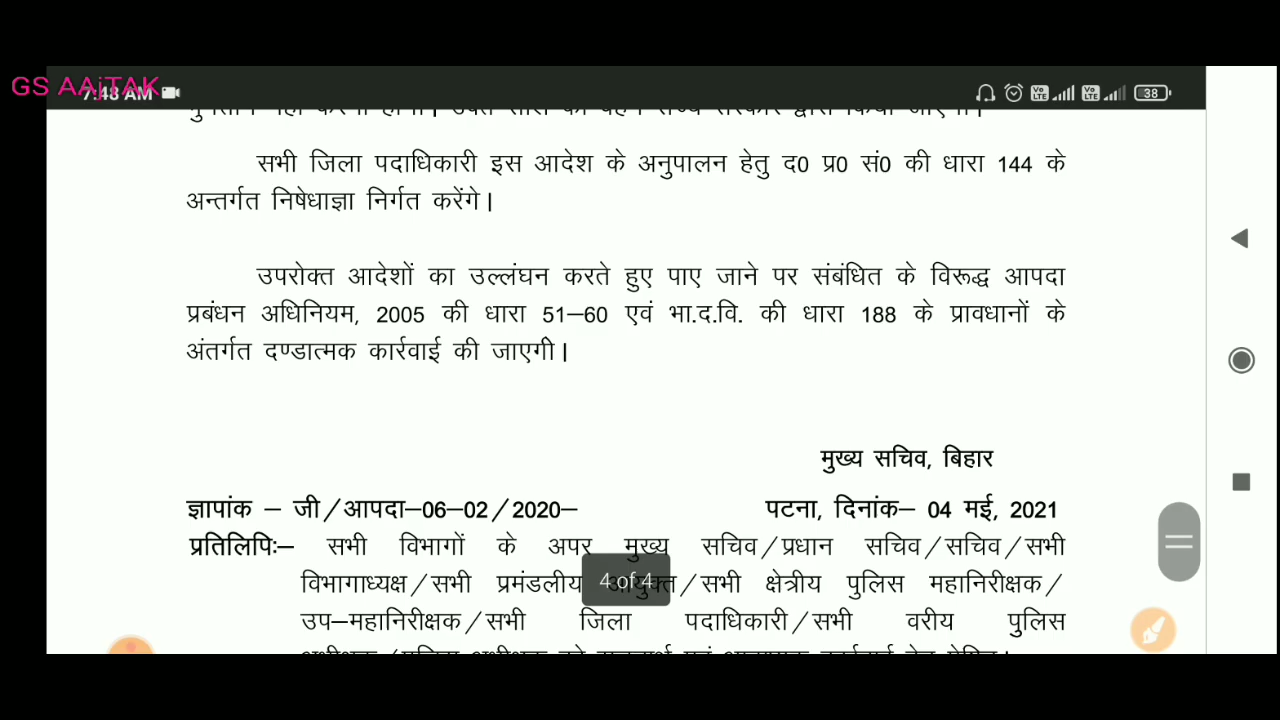 GS AAjTAK
7:48 AM
Vo LTE Vo LTE 38
सभी जिला पदाधिकारी इस आदेश के अनुपालन हेतु द0 प्र0 सं0 की धारा 144 के
अन्तर्गत निषेधाज्ञा निर्गत करेंगे।
उपरोक्त आदेशों का उल्लंघन करते हुए पाए जाने पर संबंधित के विरूद्ध आपदा
प्रबंधन अधिनियम, 2005 की धारा 51–60 एवं भा.द.वि. की धारा 188 के प्रावधानों के
अंतर्गत दण्डात्मक कार्रवाई की जाएगी।
मुख्य सचिव, बिहार
ज्ञापांक – जी/आपदा–06–02/2020– पटना, दिनांक– 04 मई, 2021
प्रतिलिपिः– सभी विभागों के अपर मुख्य सचिव/प्रधान सचिव/सचिव/सभी
विभागाध्यक्ष/सभी प्रमंडलीय आयुक्त/सभी क्षेत्रीय पुलिस महानिरीक्षक/
4 of 4
उप–महानिरीक्षक/सभी जिला पदाधिकारी/सभी वरीय पुलिस